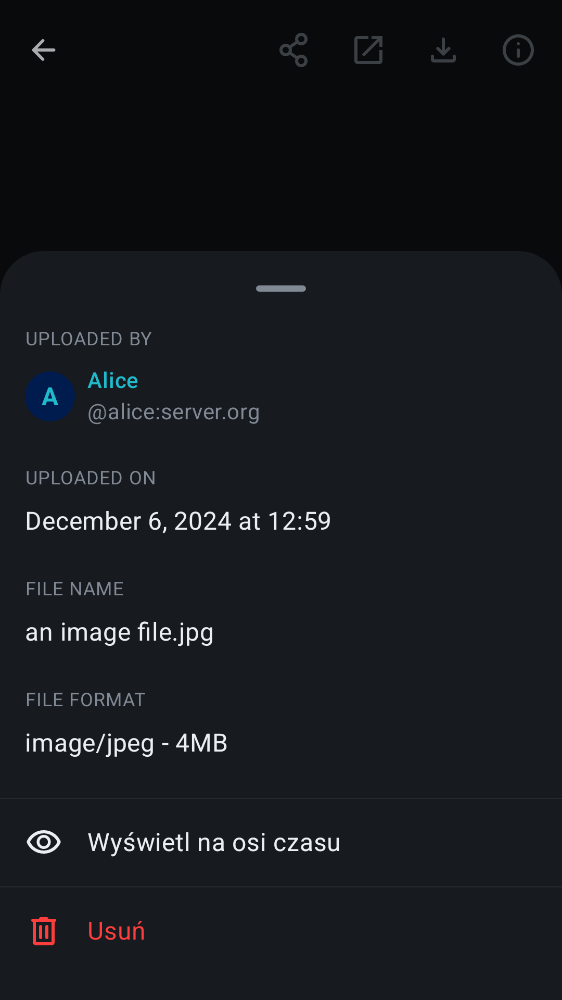 UPLOADED BY
A
Alice
@alice:server.org
UPLOADED ON
December 6, 2024 at 12:59
FILE NAME
an image file.jpg
FILE FORMAT
image/jpeg - 4MB
Wyświetl na osi czasu
Usuń